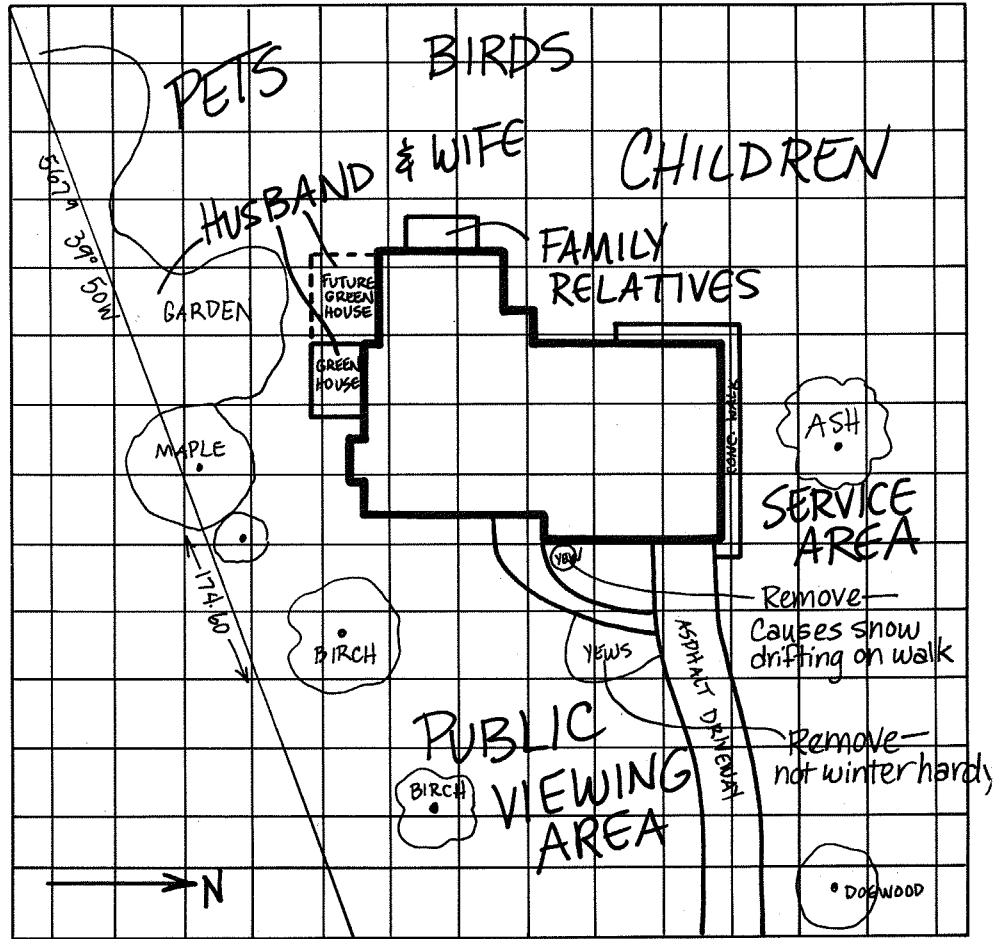 BIRDS
PETS
& WIFE
CHILDREN
HUSBAND
FAMILY
RELATIVES
FUTURE
GREEN
HOUSE
GARDEN
39° 50W
GREEN
HOUSE
CONC. WALK
ASH
MAPLE
SERVICE
AREA
174.60
YEW
Remove—
Causes snow
drifting on walk
BIRCH
YEWS
ASPHALT DRIVEWAY
PUBLIC
VIEWING
AREA
Remove—
not winter hardy
BIRCH
N
DOGWOOD